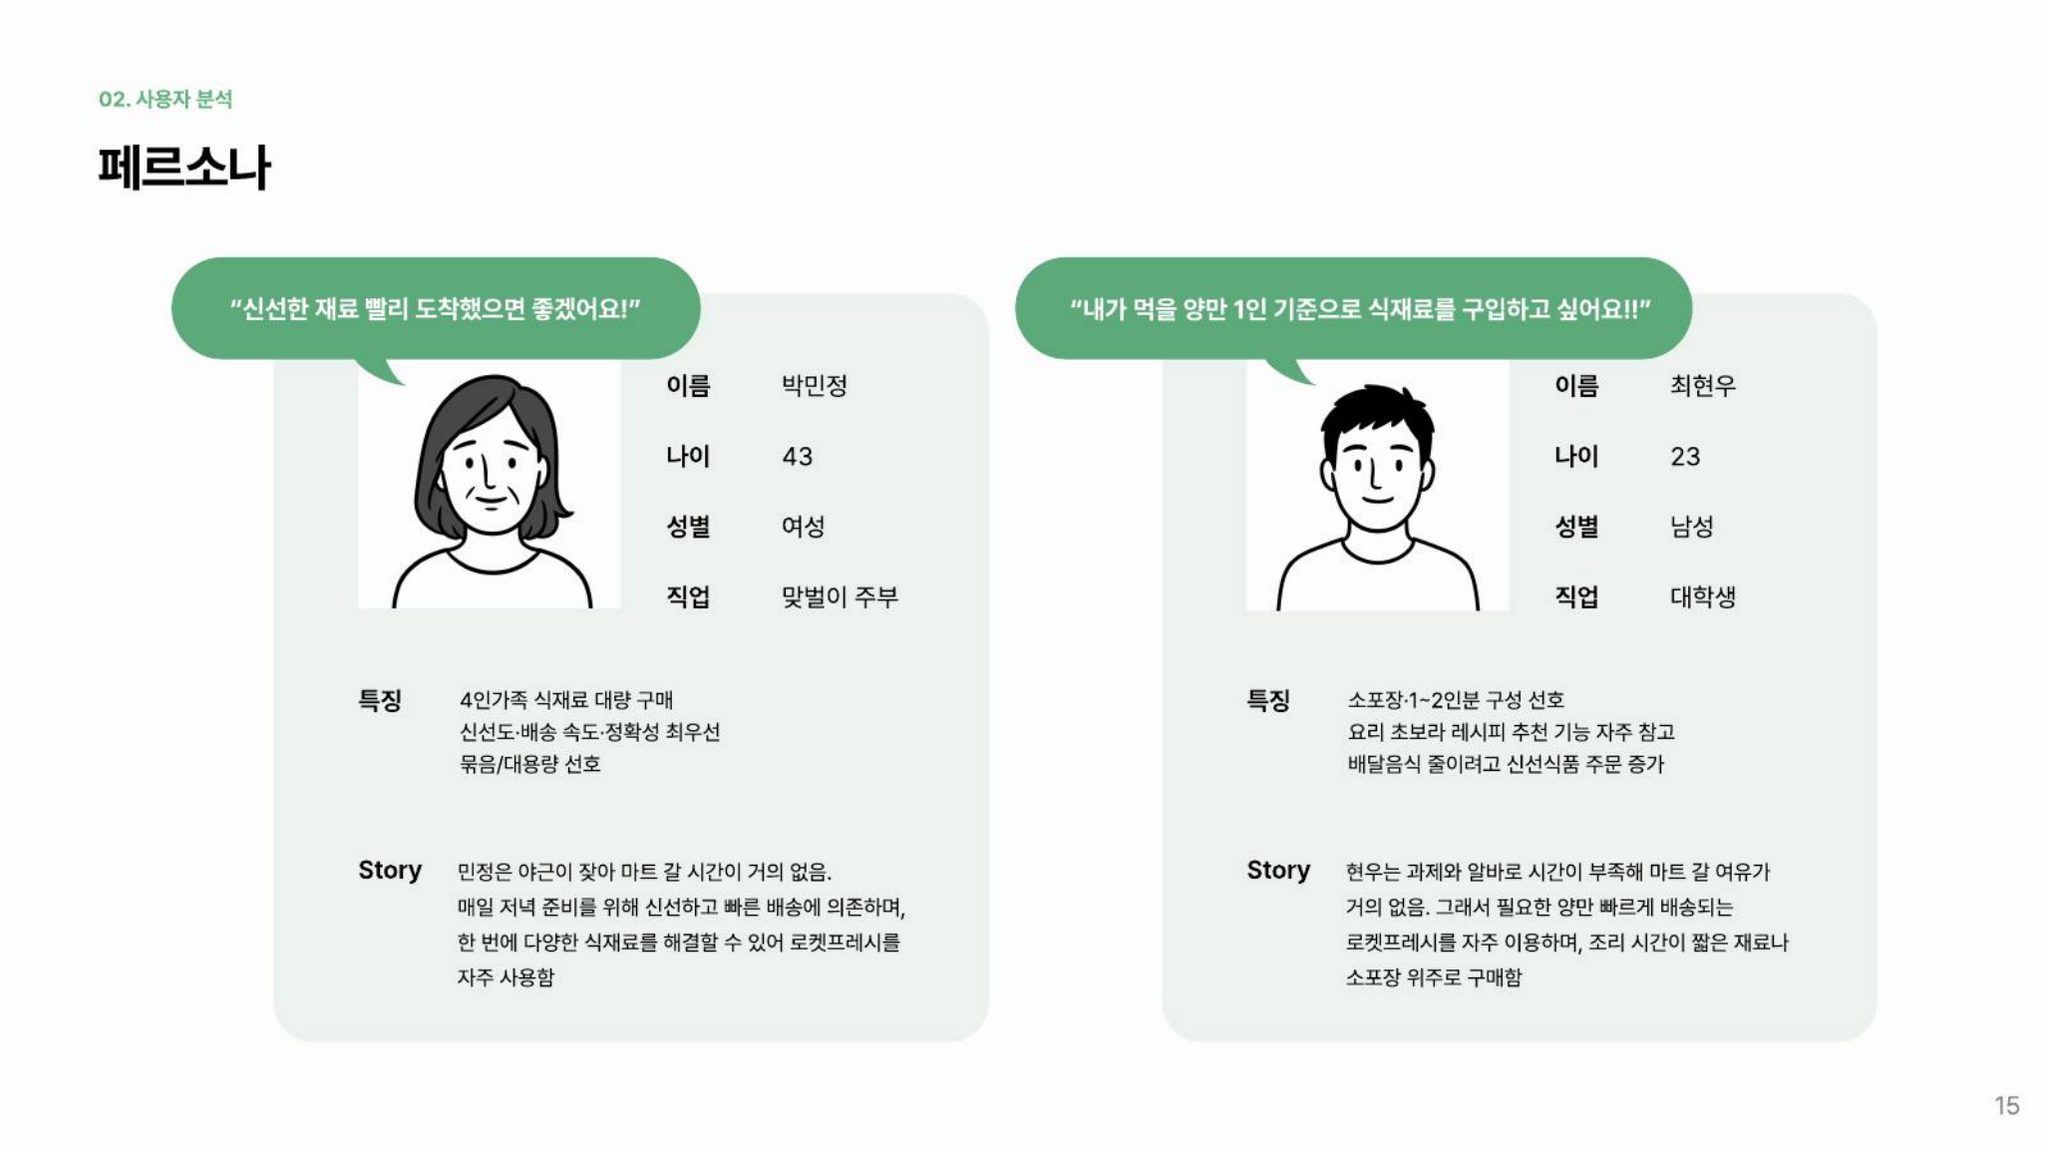 02. 사용자 분석
페르소나
“신선한 재료 빨리 도착했으면 좋겠어요!”
이름 박민정
나이 43
성별 여성
직업 맞벌이 주부
특징 4인가족 식재료 대량 구매
신선도·배송 속도·정확성 최우선
묶음/대용량 선호
Story 민정은 야근이 잦아 마트 갈 시간이 거의 없음.
매일 저녁 준비를 위해 신선하고 빠른 배송에 의존하며,
한 번에 다양한 식재료를 해결할 수 있어 로켓프레시를
자주 사용함
“내가 먹을 양만 1인 기준으로 식재료를 구입하고 싶어요!!”
이름 최현우
나이 23
성별 남성
직업 대학생
특징 소포장·1~2인분 구성 선호
요리 초보라 레시피 추천 기능 자주 참고
배달음식 줄이려고 신선식품 주문 증가
Story 현우는 과제와 알바로 시간이 부족해 마트 갈 여유가
거의 없음. 그래서 필요한 양만 빠르게 배송되는
로켓프레시를 자주 이용하며, 조리 시간이 짧은 재료나
소포장 위주로 구매함
15